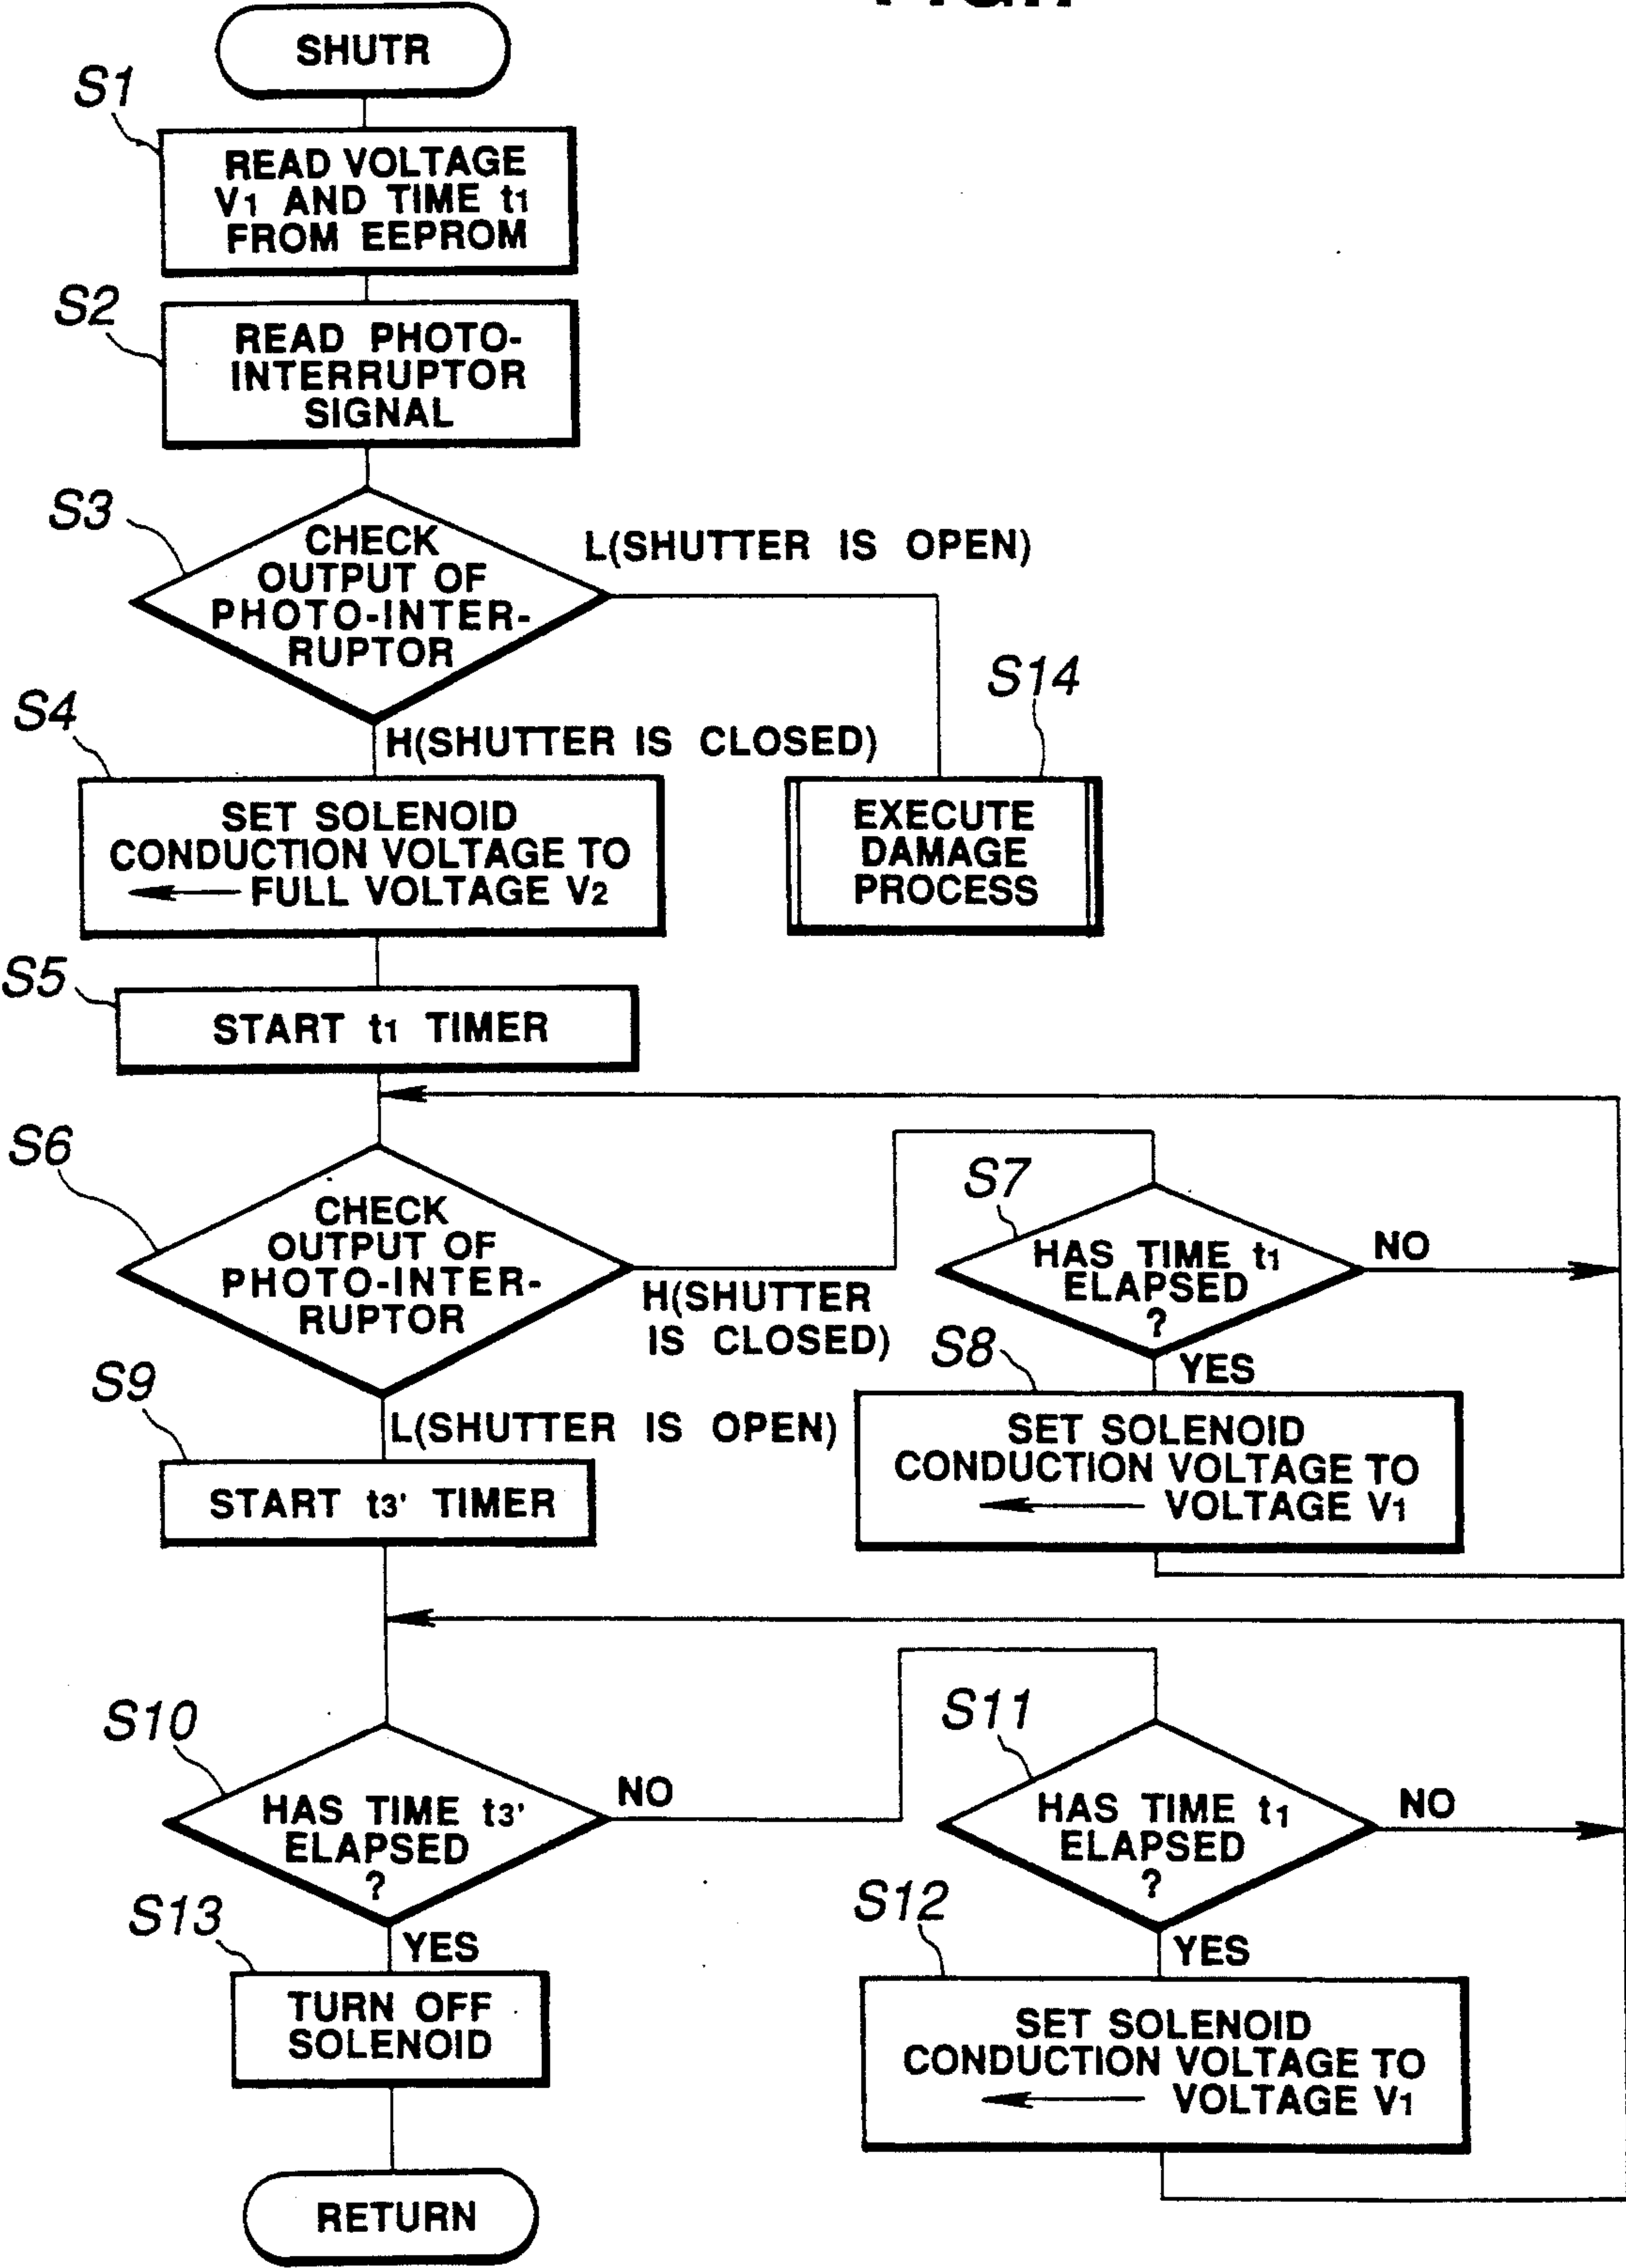 SHUTR
S1
READ VOLTAGE
V1 AND TIME t1
FROM EEPROM
S2
READ PHOTO-
INTERRUPTOR
SIGNAL
S3
CHECK
OUTPUT OF
PHOTO-INTER-
RUPTOR
L(SHUTTER IS OPEN)
H(SHUTTER IS CLOSED)
S14
EXECUTE
DAMAGE
PROCESS
S4
SET SOLENOID
CONDUCTION VOLTAGE TO
← FULL VOLTAGE V2
S5
START t1 TIMER
S6
CHECK
OUTPUT OF
PHOTO-INTER-
RUPTOR
H(SHUTTER
IS CLOSED)
S7
HAS TIME t1
ELAPSED
?
NO
YES
S8
SET SOLENOID
CONDUCTION VOLTAGE TO
← VOLTAGE V1
L(SHUTTER IS OPEN)
S9
START t3' TIMER
S10
HAS TIME t3'
ELAPSED
?
NO
S11
HAS TIME t1
ELAPSED
?
NO
YES
S12
SET SOLENOID
CONDUCTION VOLTAGE TO
← VOLTAGE V1
YES
S13
TURN OFF
SOLENOID
RETURN